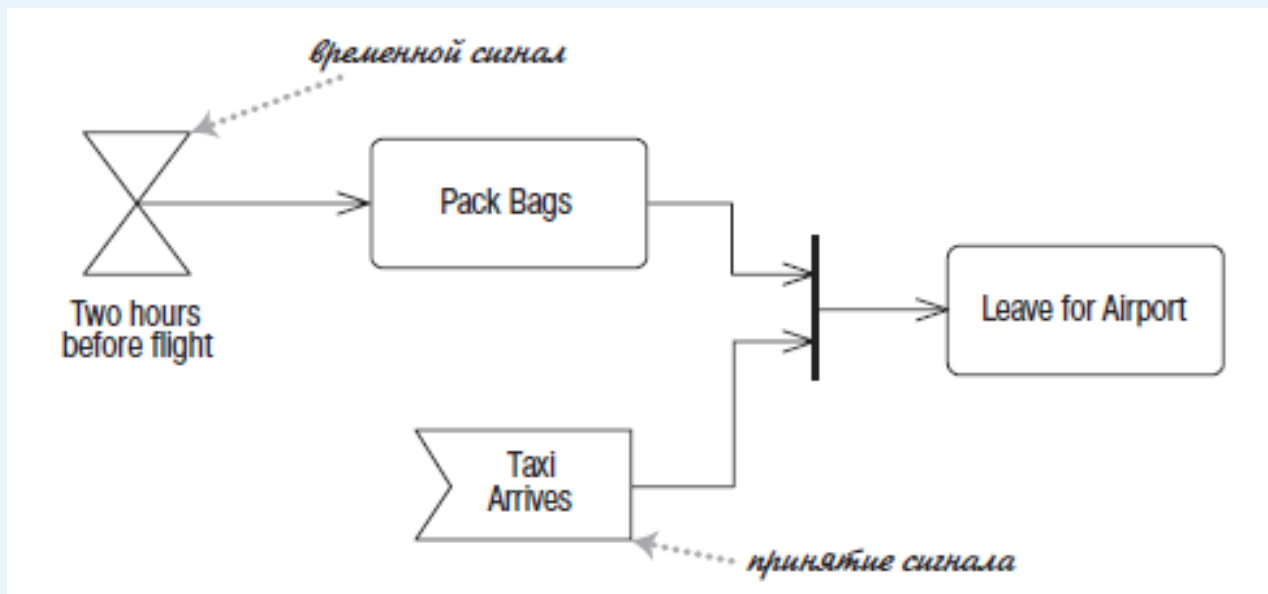 временной сигнал
Pack Bags
Two hours
before flight
Leave for Airport
Taxi
Arrives
принятие сигнала